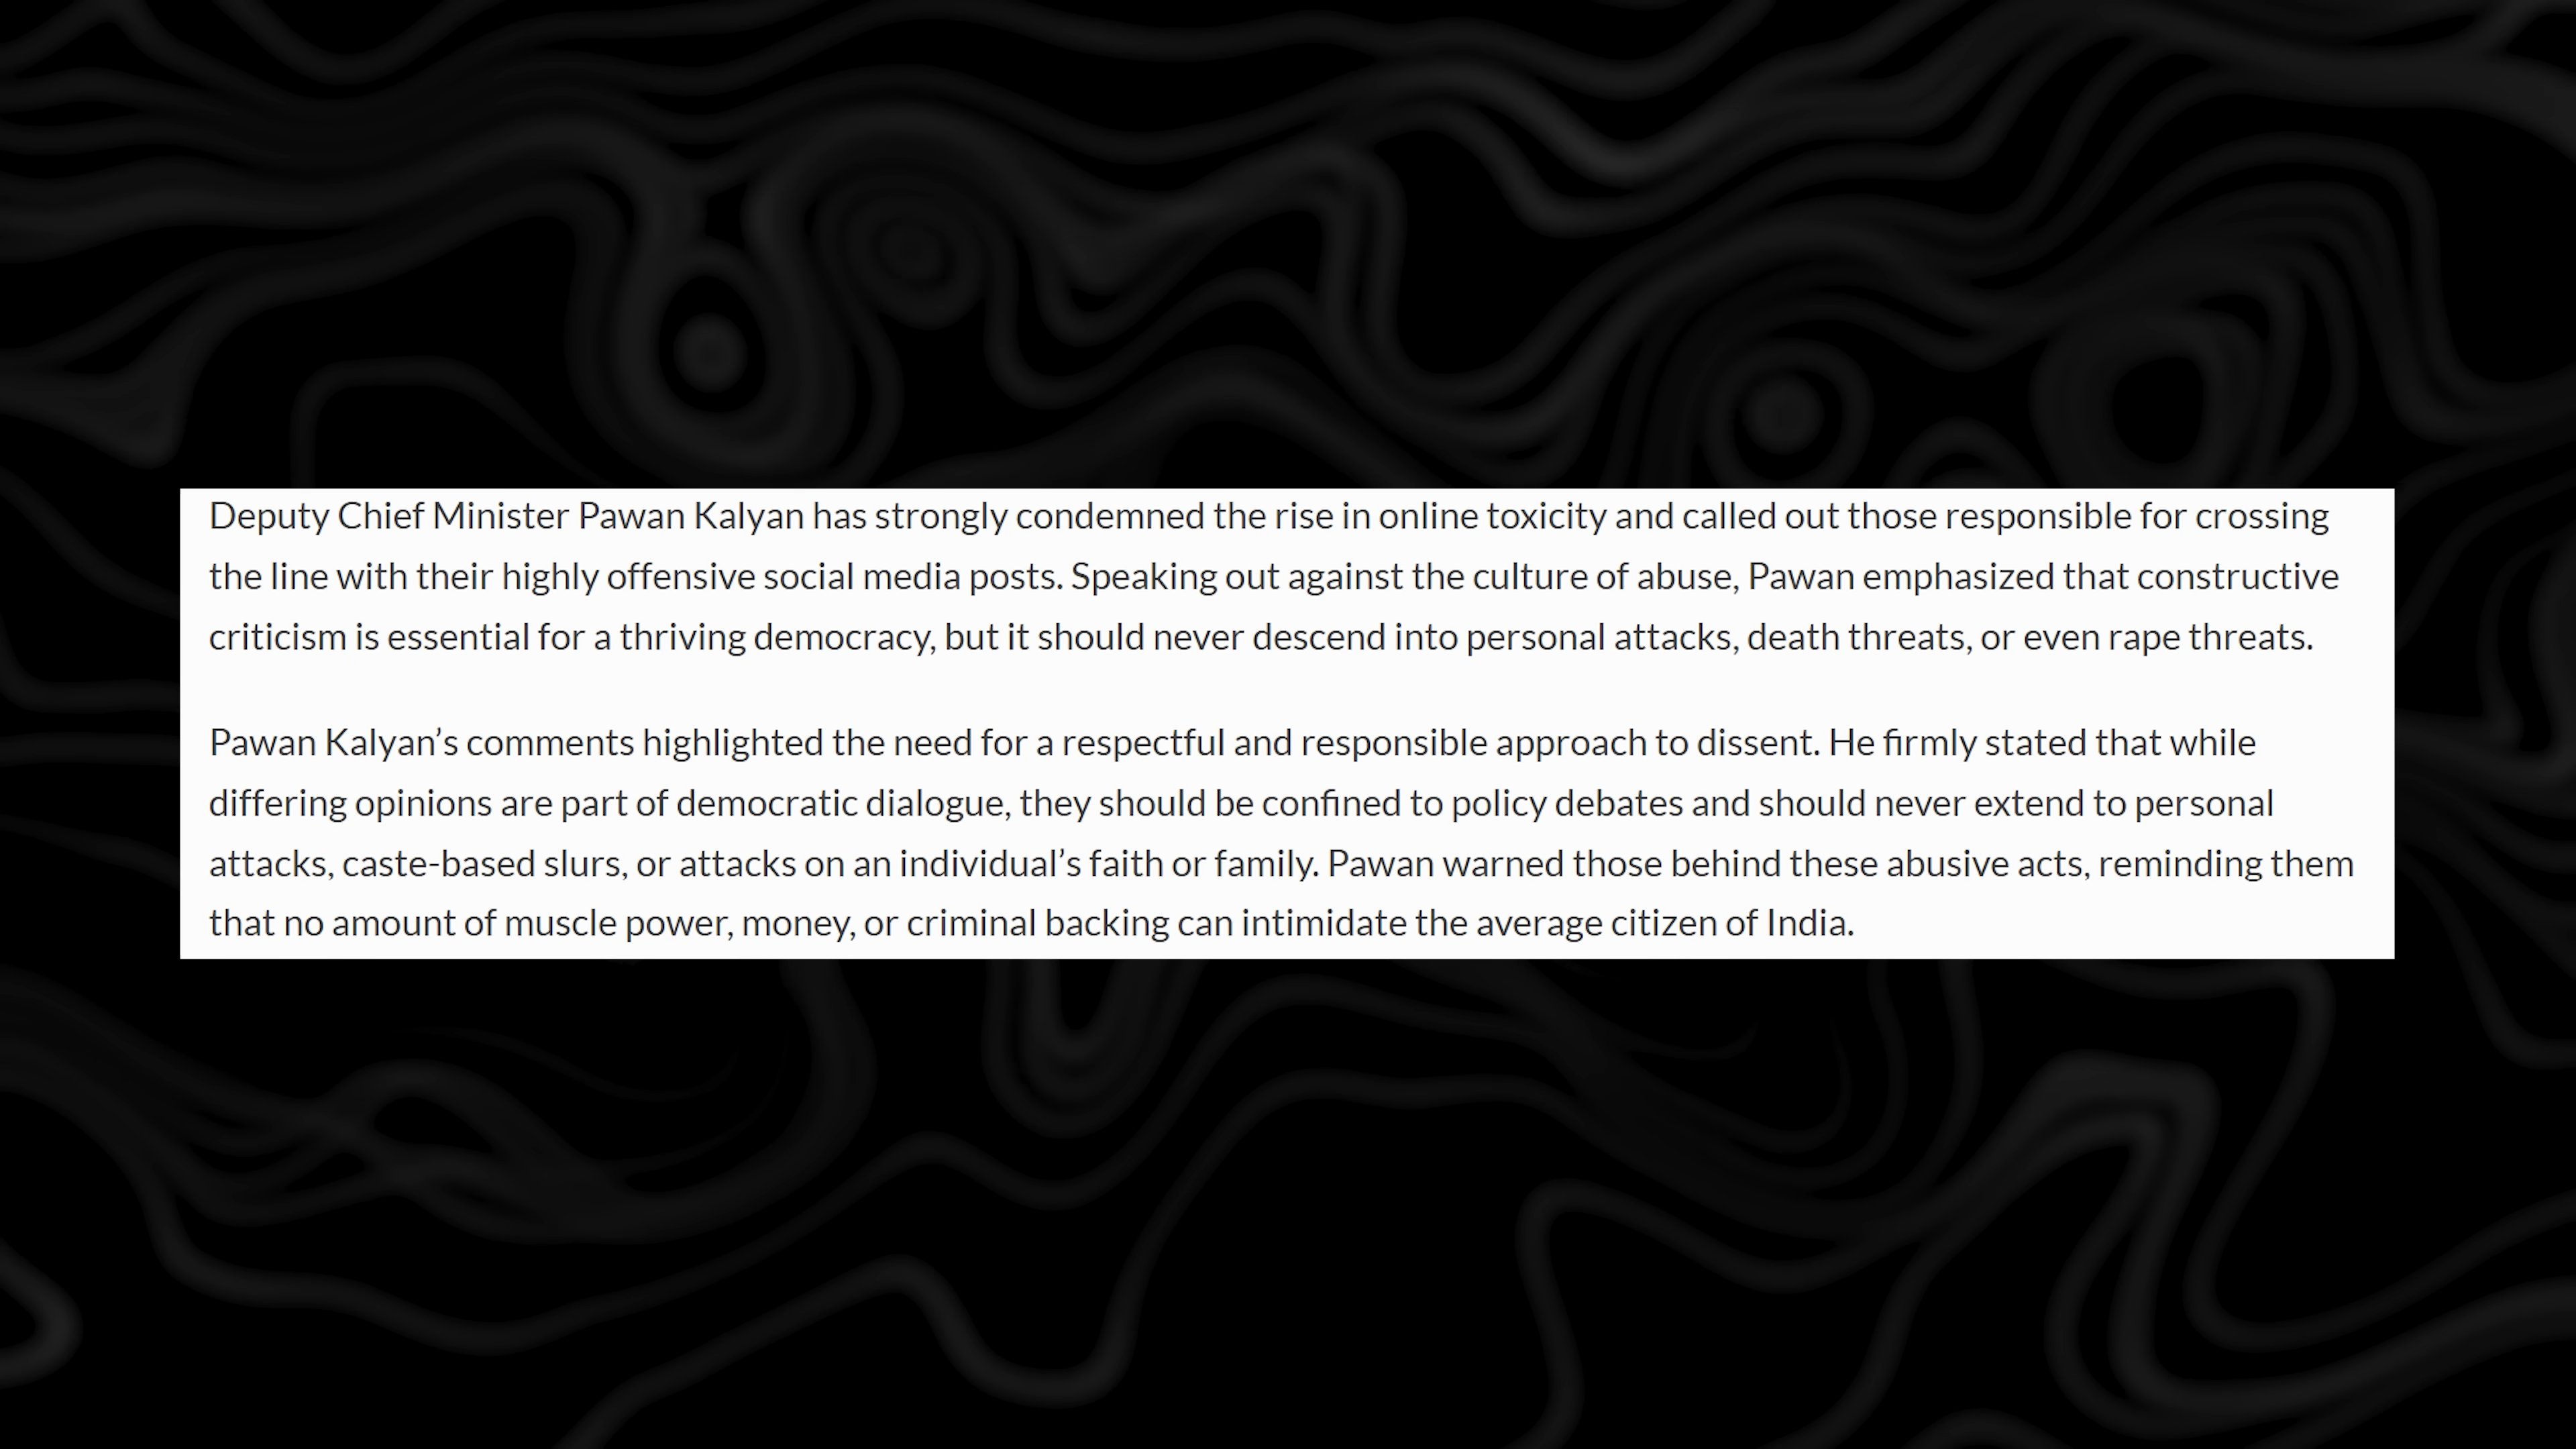 Deputy Chief Minister Pawan Kalyan has strongly condemned the rise in online toxicity and called out those responsible for crossing
the line with their highly offensive social media posts. Speaking out against the culture of abuse, Pawan emphasized that constructive
criticism is essential for a thriving democracy, but it should never descend into personal attacks, death threats, or even rape threats.
Pawan Kalyan’s comments highlighted the need for a respectful and responsible approach to dissent. He firmly stated that while
differing opinions are part of democratic dialogue, they should be confined to policy debates and should never extend to personal
attacks, caste-based slurs, or attacks on an individual’s faith or family. Pawan warned those behind these abusive acts, reminding them
that no amount of muscle power, money, or criminal backing can intimidate the average citizen of India.